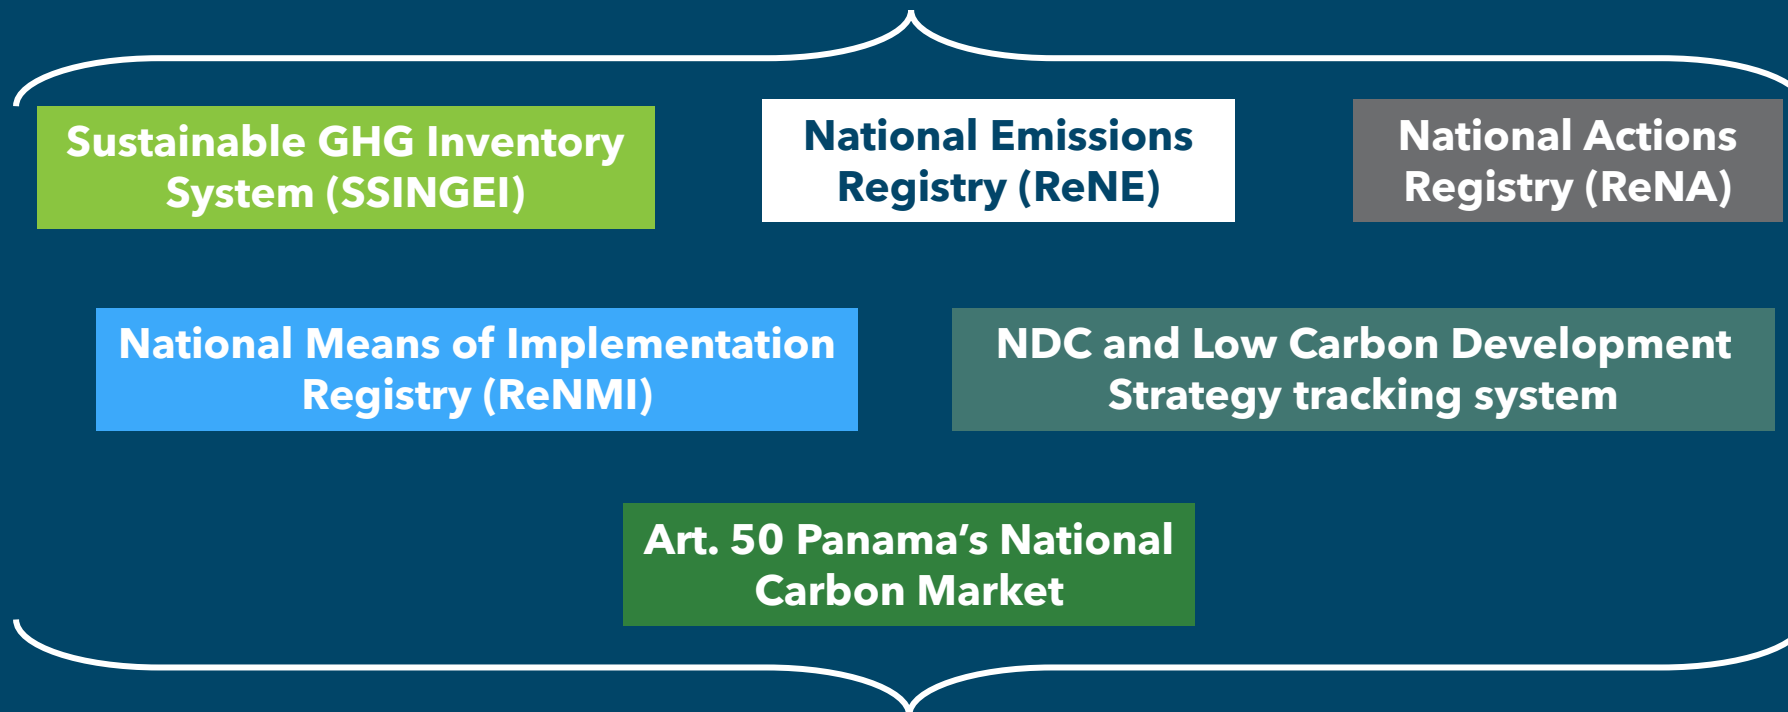 Sustainable GHG Inventory
System (SSINGEI)
National Emissions
Registry (ReNE)
National Actions
Registry (ReNA)
National Means of Implementation
Registry (ReNMI)
NDC and Low Carbon Development
Strategy tracking system
Art. 50 Panama’s National
Carbon Market